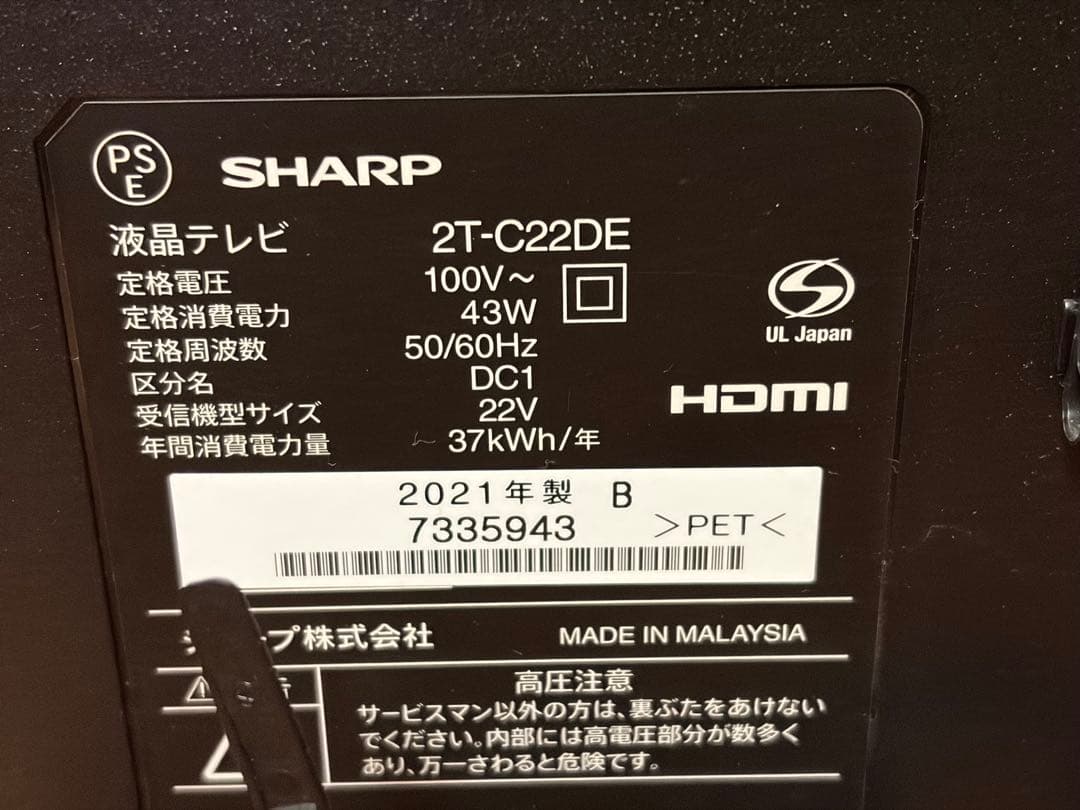 PSE SHARP
液晶テレビ 2T-C22DE
定格電圧 100V～
定格消費電力 43W
定格周波数 50/60Hz
区分名 DC1
受信機型サイズ 22V
年間消費電力量 37kWh/年
UL Japan
HDMI
2021年製 B
7335943 >PET<
プ株式会社 MADE IN MALAYSIA
高圧注意
サービスマン以外の方は、裏ぶたをあけない
でください。内部には高電圧部分が数多く
あり、万一さわると危険です。